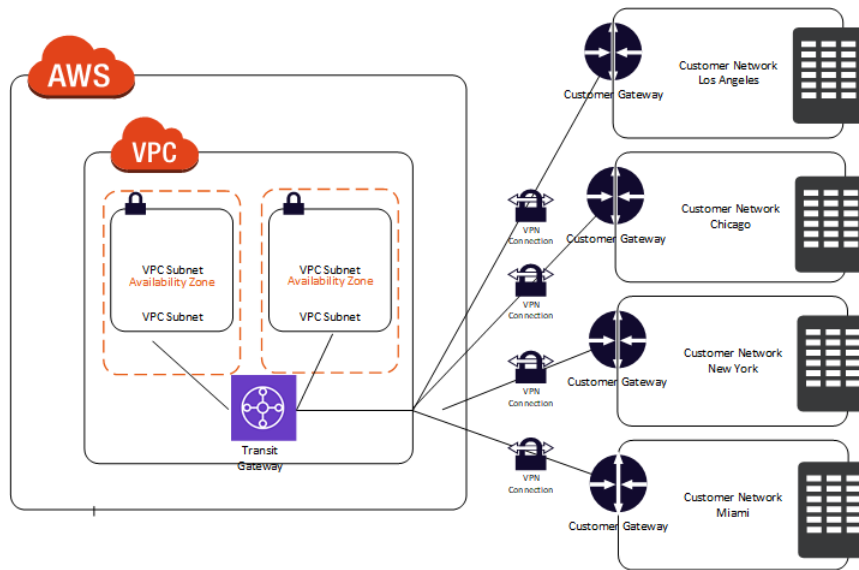 AWS
VPC
VPC Subnet
Availability Zone
VPC Subnet
VPC Subnet
Availability Zone
VPC Subnet
Transit
Gateway
VPN
Connection
VPN
Connection
VPN
Connection
VPN
Connection
Customer Gateway
Customer Network
Los Angeles
Customer Gateway
Customer Network
Chicago
Customer Gateway
Customer Network
New York
Customer Gateway
Customer Network
Miami